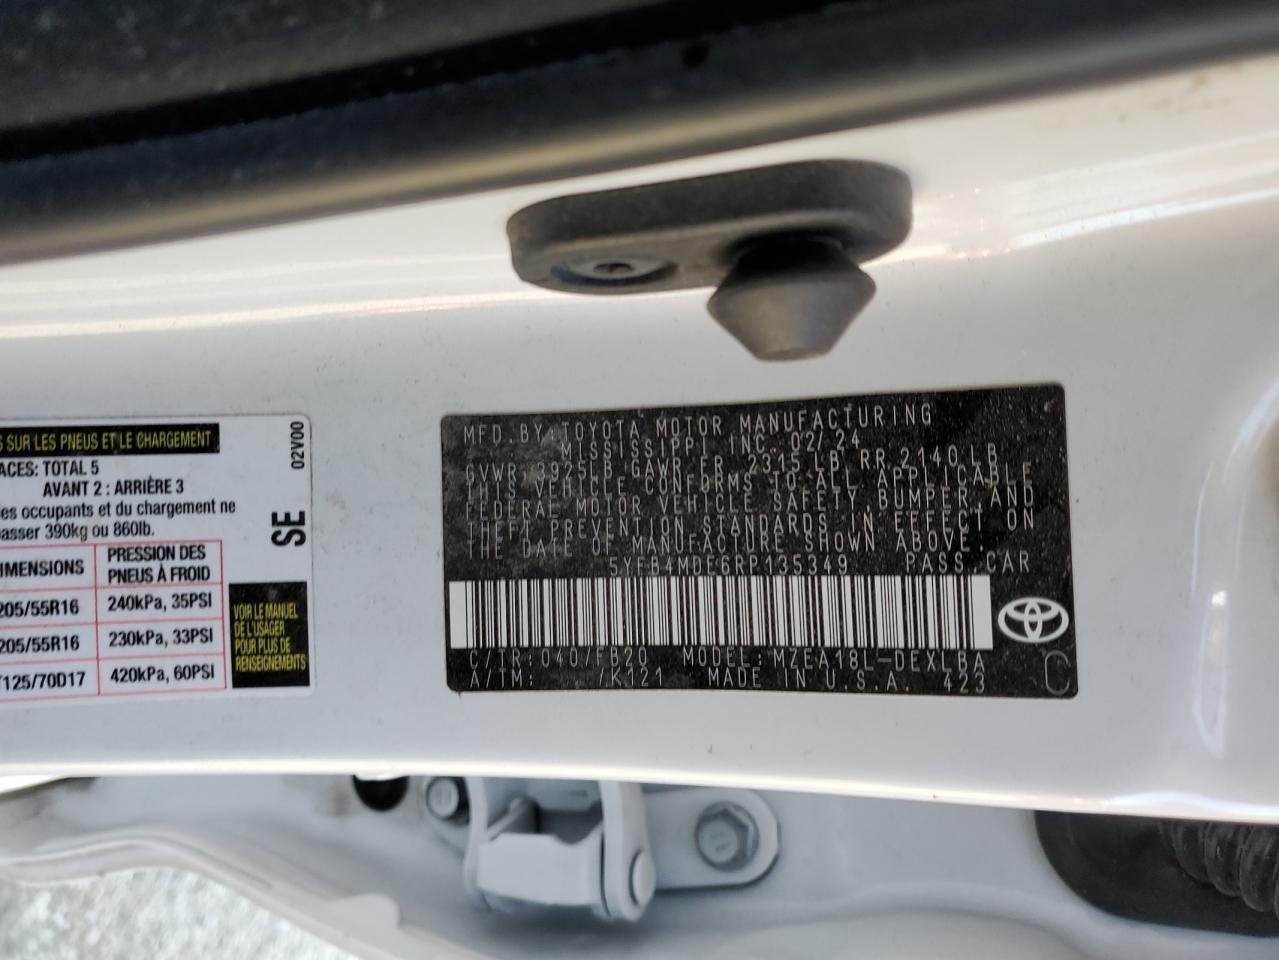 SUR LES PNEUS ET LE CHARGEMENT
ACES: TOTAL 5
AVANT 2 : ARRIÈRE 3
es occupants et du chargement ne
asser 390kg ou 860lb.
IMENSIONS PRESSION DES PNEUS À FROID
205/55R16 240kPa, 35PSI
205/55R16 230kPa, 33PSI
T125/70D17 420kPa, 60PSI
02V00
SE
VOIR LE MANUEL
DE L'USAGER
POUR PLUS DE
RENSEIGNEMENTS
MFD.BY TOYOTA MOTOR MANUFACTURING
MISSISSIPPI, INC. 02/24
GVWR 3925LB GAWR FR 2315 LB RR 2140 LB
THIS VEHICLE CONFORMS TO ALL APPLICABLE
FEDERAL MOTOR VEHICLE SAFETY, BUMPER AND
THEFT PREVENTION STANDARDS IN EFFECT ON
THE DATE OF MANUFACTURE SHOWN ABOVE.
5YFB4MDE6RP135349 PASS.CAR
C/TR:040/FB20 MODEL:MZEA18L-DEXLBA
A/TM: /K121 MADE IN U.S.A. 423
C